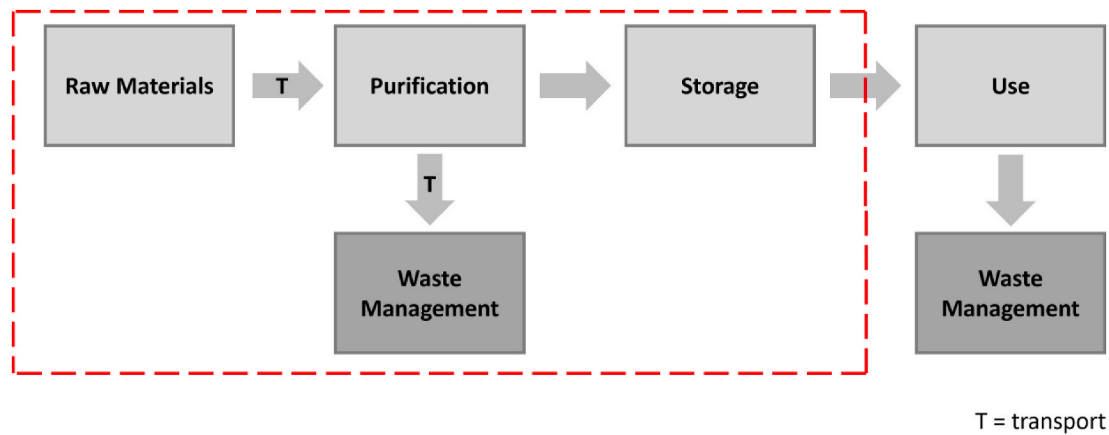 Raw Materials
T
Purification
Storage
Use
T
Waste
Management
Waste
Management
T = transport